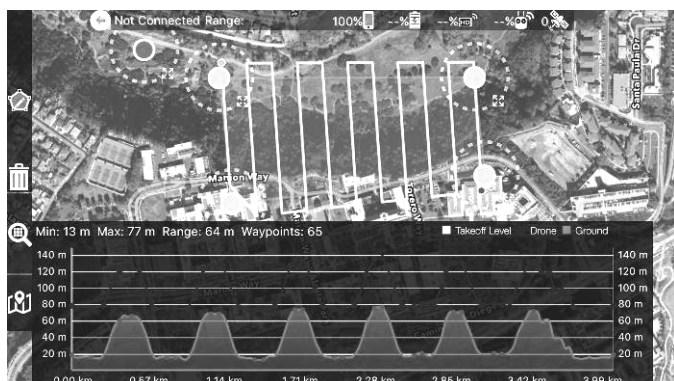 Not Connected Range: 100% --% --% --% 0
Santa Paula Dr
Marion Way
Min: 13 m Max: 77 m Range: 64 m Waypoints: 65
Takeoff Level Drone Ground
140 m 140 m
120 m 120 m
100 m 100 m
80 m 80 m
60 m 60 m
40 m 40 m
20 m 20 m
0.00 km 0.57 km 1.14 km 1.71 km 2.28 km 2.85 km 3.42 km 3.99 km